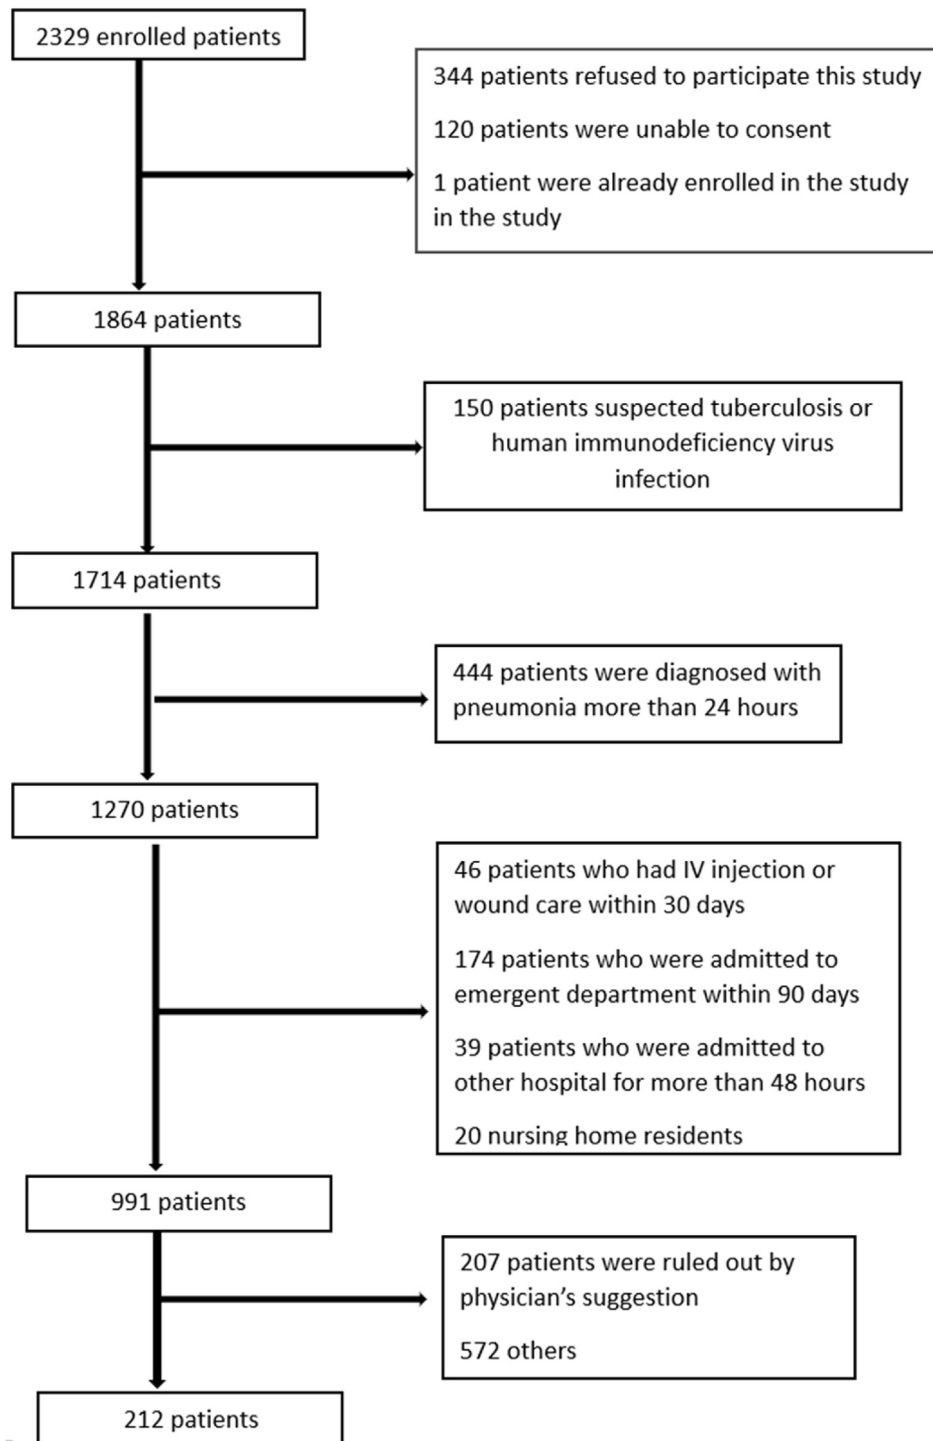 2329 enrolled patients
344 patients refused to participate this study
120 patients were unable to consent
1 patient were already enrolled in the study
in the study
1864 patients
150 patients suspected tuberculosis or
human immunodeficiency virus
infection
1714 patients
444 patients were diagnosed with
pneumonia more than 24 hours
1270 patients
46 patients who had IV injection or
wound care within 30 days
174 patients who were admitted to
emergent department within 90 days
39 patients who were admitted to
other hospital for more than 48 hours
20 nursing home residents
991 patients
207 patients were ruled out by
physician’s suggestion
572 others
212 patients